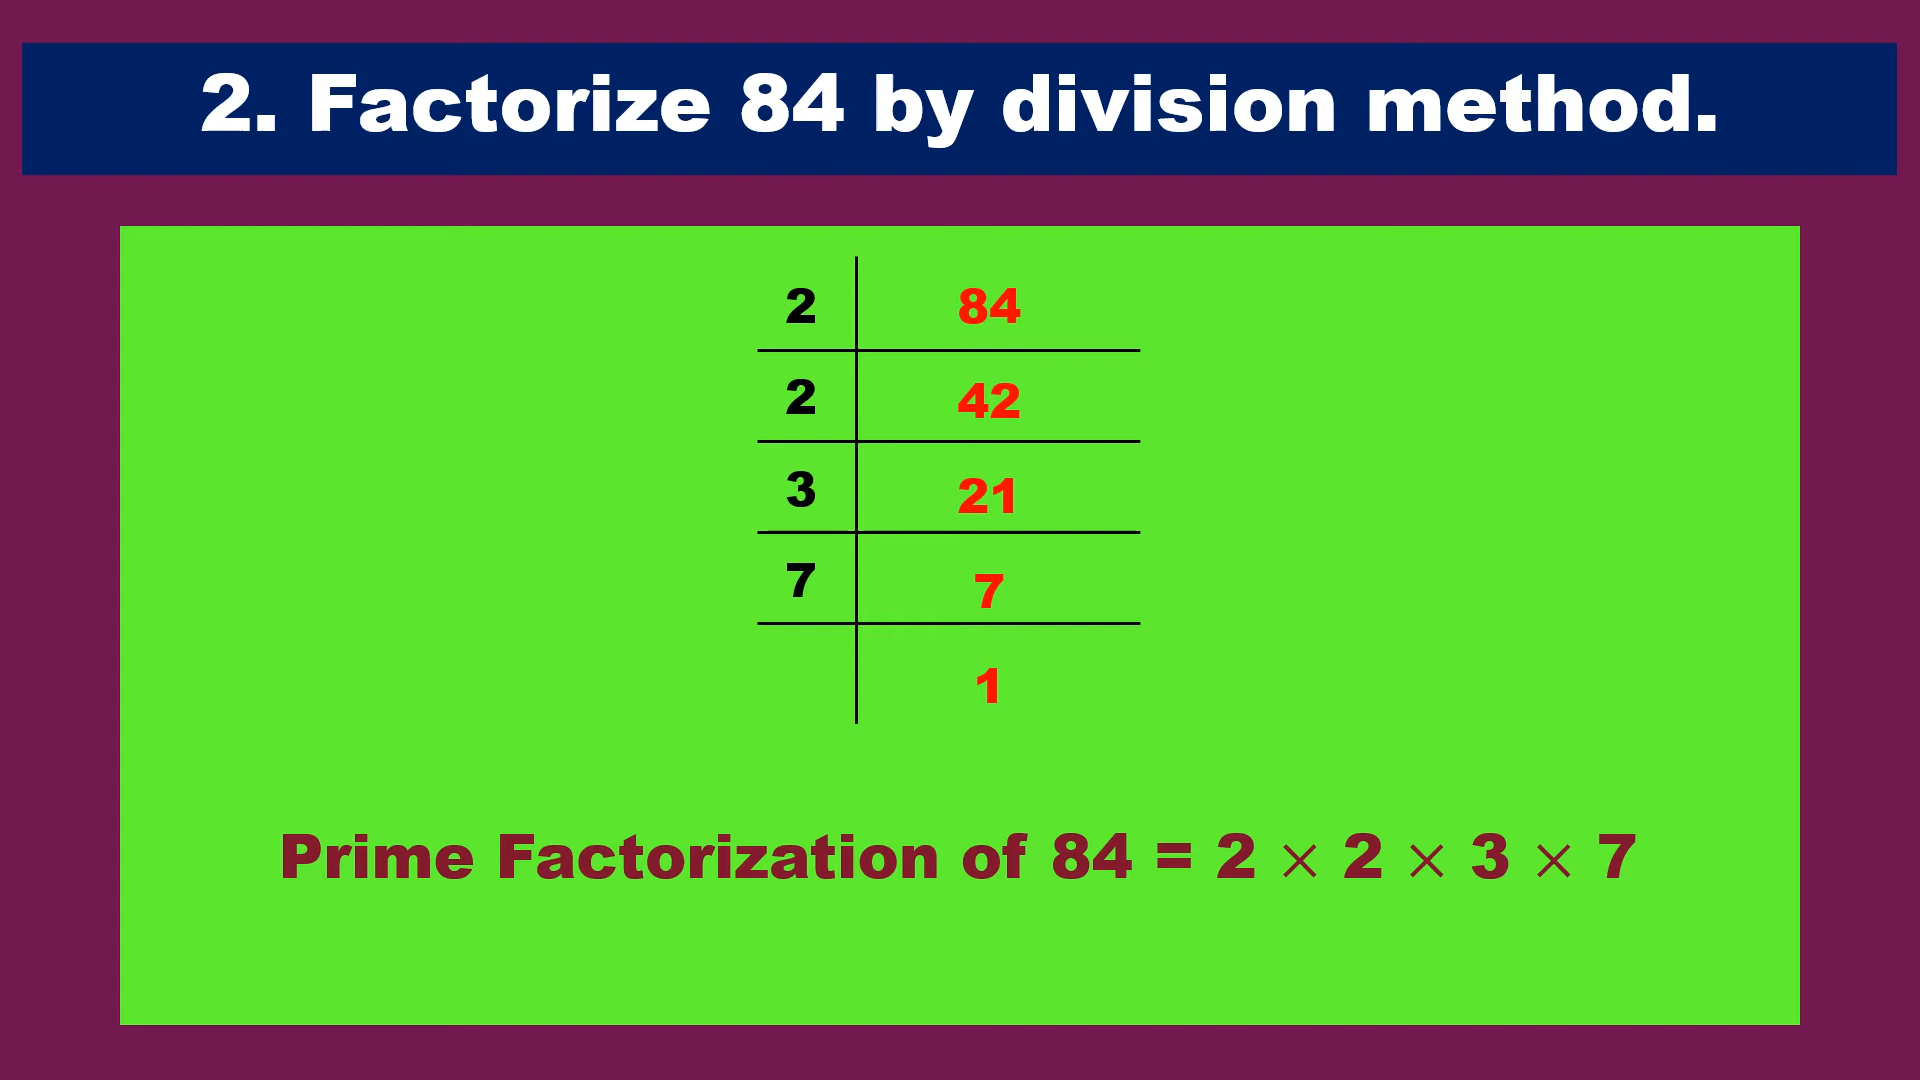 2. Factorize 84 by division method.
2 84
2 42
3 21
7 7
1
Prime Factorization of 84 = 2 × 2 × 3 × 7